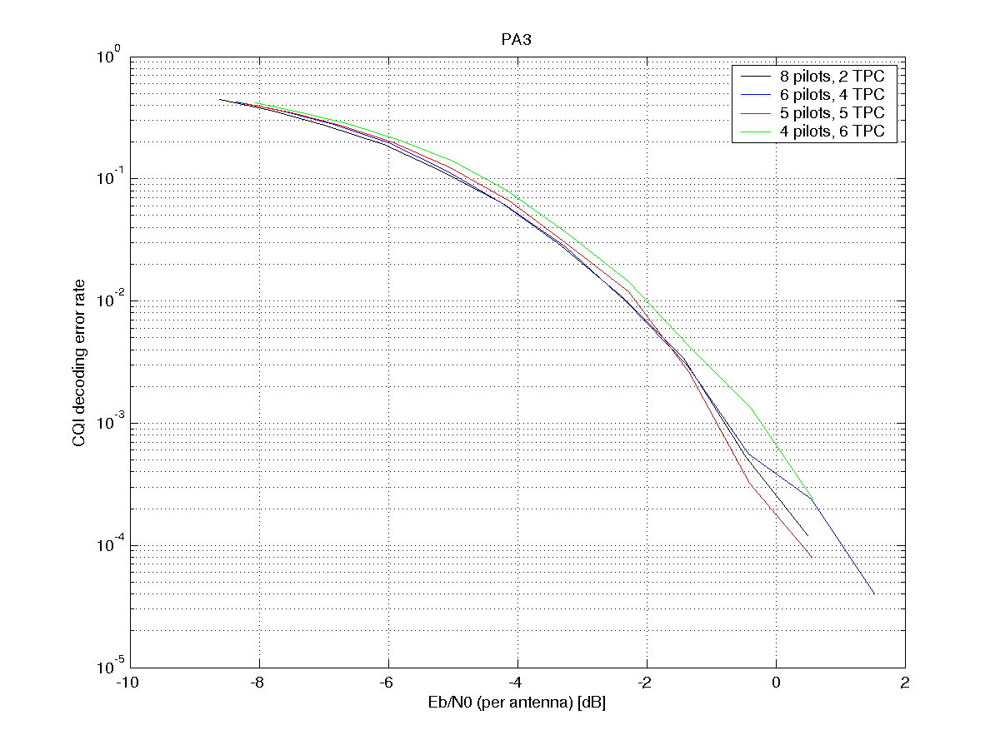 PA3
10^0
10^-1
10^-2
10^-3
10^-4
10^-5
CQI decoding error rate
8 pilots, 2 TPC
6 pilots, 4 TPC
5 pilots, 5 TPC
4 pilots, 6 TPC
-10 -8 -6 -4 -2 0 2
Eb/N0 (per antenna) [dB]